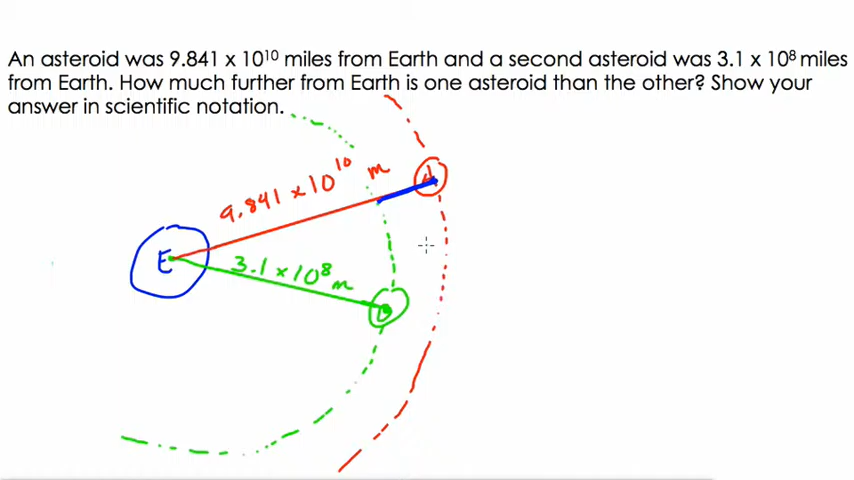 An asteroid was 9.841 x 10¹⁰ miles from Earth and a second asteroid was 3.1 x 10⁸ miles
from Earth. How much further from Earth is one asteroid than the other? Show your
answer in scientific notation.
9.841 x 10¹⁰ m
E
3.1 x 10⁸ m